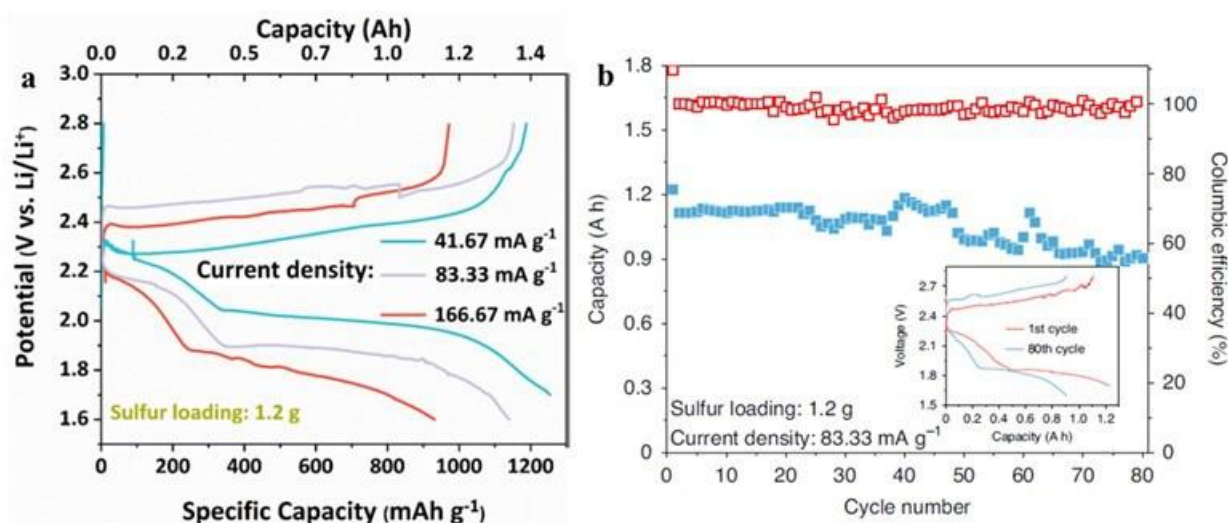 Capacity (Ah)
0.0 0.2 0.5 0.7 1.0 1.2 1.4
a
3.0
2.8
2.6
2.4
2.2
2.0
1.8
1.6
Potential (V vs. Li/Li⁺)
41.67 mA g⁻¹
Current density: 83.33 mA g⁻¹
166.67 mA g⁻¹
Sulfur loading: 1.2 g
0 200 400 600 800 1000 1200
Specific Capacity (mAh g⁻¹)
b
1.8
1.5
1.2
0.9
0.6
0.3
0
Capacity (A h)
100
80
60
40
20
0
Columbic efficiency (%)
2.7
2.4
2.1
1.8
1.5
Voltage (V)
1st cycle
80th cycle
0 0.2 0.4 0.6 0.8 1.0 1.2
Capacity (A h)
Sulfur loading: 1.2 g
Current density: 83.33 mA g⁻¹
0 10 20 30 40 50 60 70 80
Cycle number